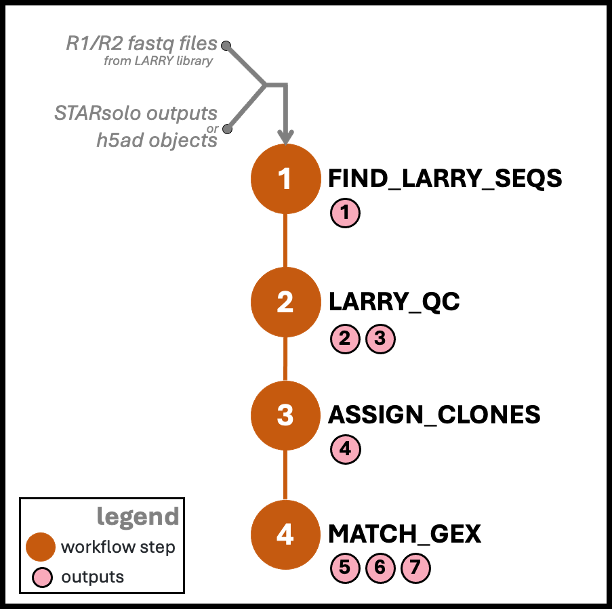 R1/R2 fastq files
from LARRY library
STARsolo outputs
or
h5ad objects
1 FIND_LARRY_SEQS
1
2 LARRY_QC
2 3
3 ASSIGN_CLONES
4
4 MATCH_GEX
5 6 7
legend
workflow step
outputs